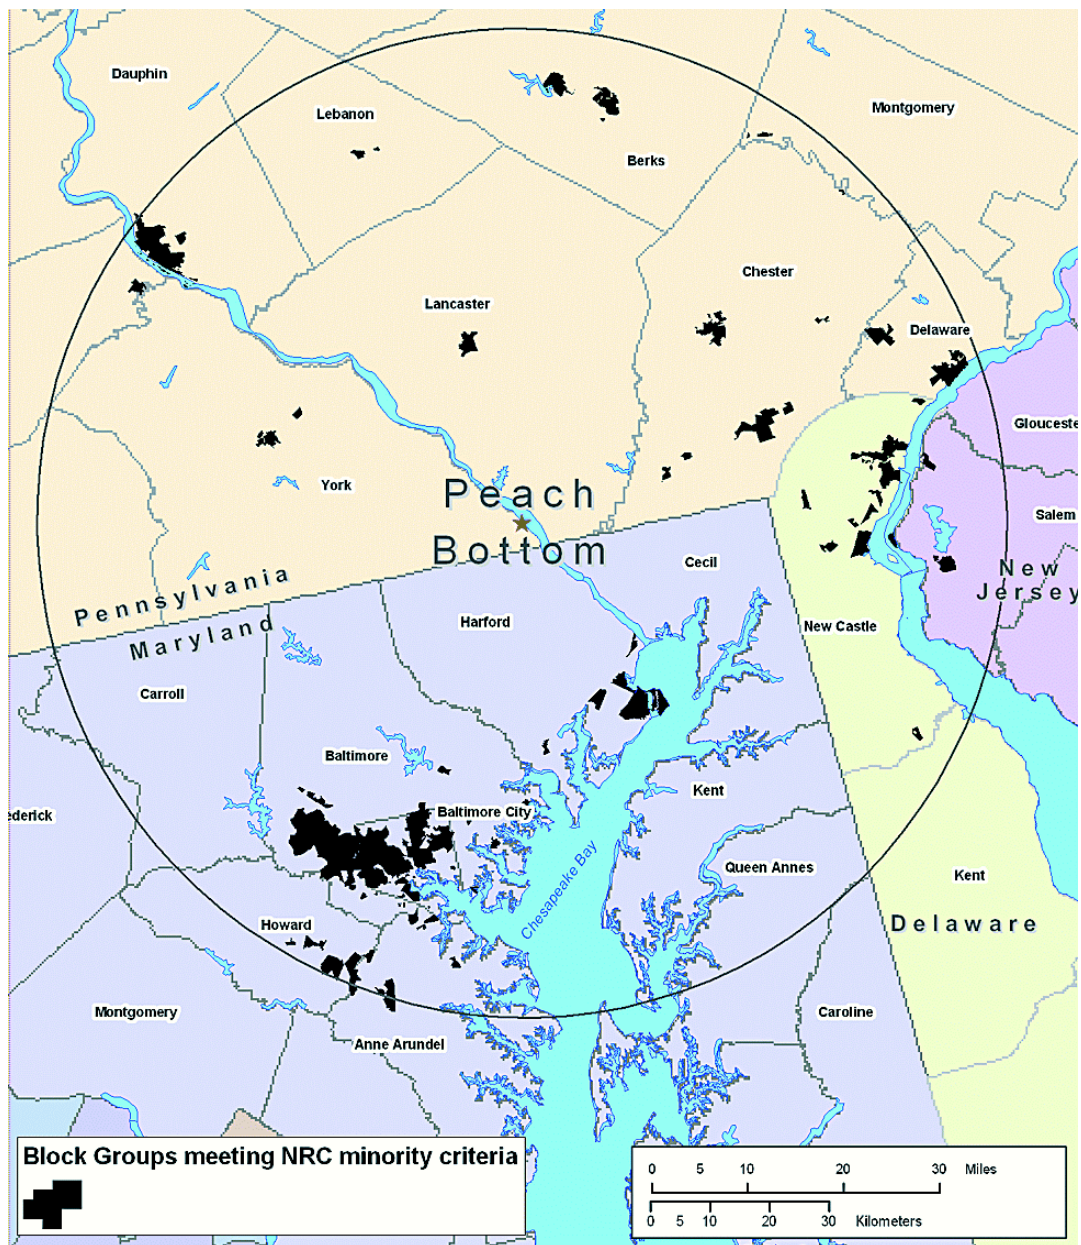 Dauphin
Lebanon
Montgomery
Berks
Chester
Lancaster
Delaware
Glouceste
York
Peach
Bottom
Salem
New
Jersey
Cecil
Pennsylvania
Maryland
Harford
New Castle
Carroll
Baltimore
Kent
ederick
Baltimore City
Chesapeake Bay
Queen Annes
Kent
Howard
Delaware
Montgomery
Caroline
Anne Arundel
Block Groups meeting NRC minority criteria
0 5 10 20 30 Miles
0 5 10 20 30 Kilometers